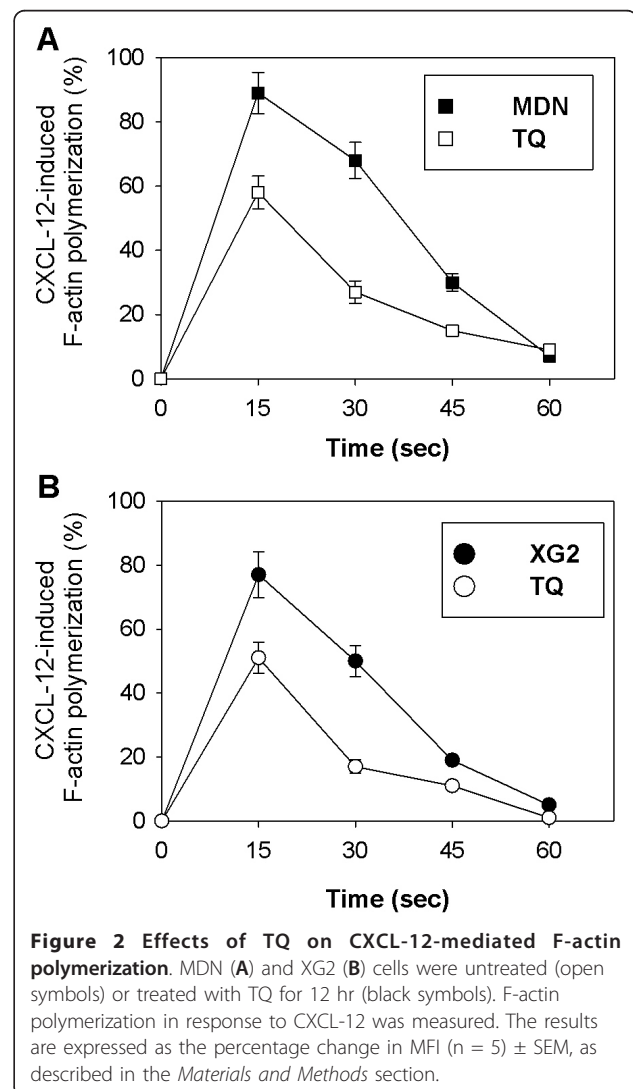 A
CXCL-12-induced
F-actin polymerization (%)
100
80
60
40
20
0
MDN
TQ
0 15 30 45 60
Time (sec)
B
CXCL-12-induced
F-actin polymerization (%)
100
80
60
40
20
0
XG2
TQ
0 15 30 45 60
Time (sec)
Figure 2 Effects of TQ on CXCL-12-mediated F-actin
polymerization. MDN (A) and XG2 (B) cells were untreated (open
symbols) or treated with TQ for 12 hr (black symbols). F-actin
polymerization in response to CXCL-12 was measured. The results
are expressed as the percentage change in MFI (n = 5) ± SEM, as
described in the Materials and Methods section.